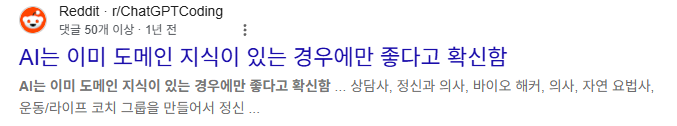 Reddit · r/ChatGPTCoding
댓글 50개 이상 · 1년 전
AI는 이미 도메인 지식이 있는 경우에만 좋다고 확신함
AI는 이미 도메인 지식이 있는 경우에만 좋다고 확신함 ... 상담사, 정신과 의사, 바이오 해커, 의사, 자연 요법사,
운동/라이프 코치 그룹을 만들어서 정신 ...